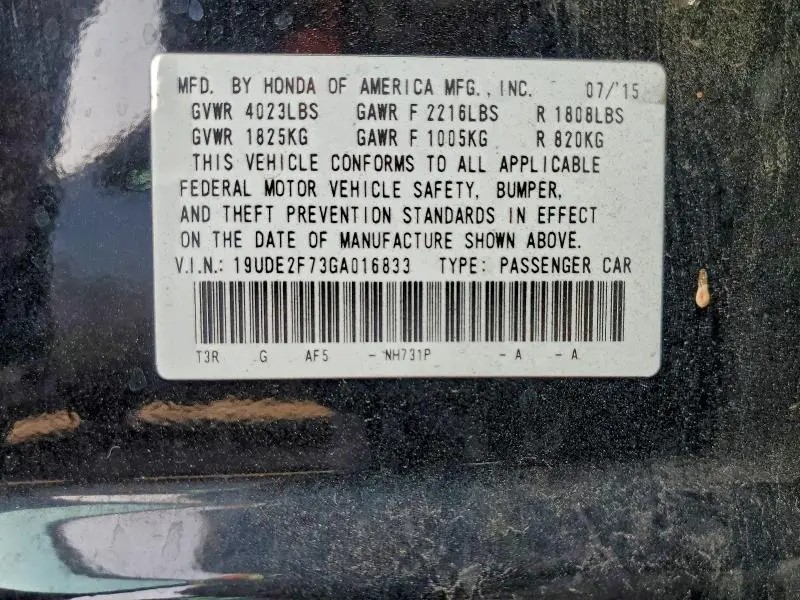 MFD. BY HONDA OF AMERICA MFG., INC. 07/'15
GVWR 4023LBS GAWR F 2216LBS R 1808LBS
GVWR 1825KG GAWR F 1005KG R 820KG
THIS VEHICLE CONFORMS TO ALL APPLICABLE
FEDERAL MOTOR VEHICLE SAFETY, BUMPER,
AND THEFT PREVENTION STANDARDS IN EFFECT
ON THE DATE OF MANUFACTURE SHOWN ABOVE.
V.I.N.: 19UDE2F73GA016833 TYPE: PASSENGER CAR
T3R G AF5 - NH731P - A - A